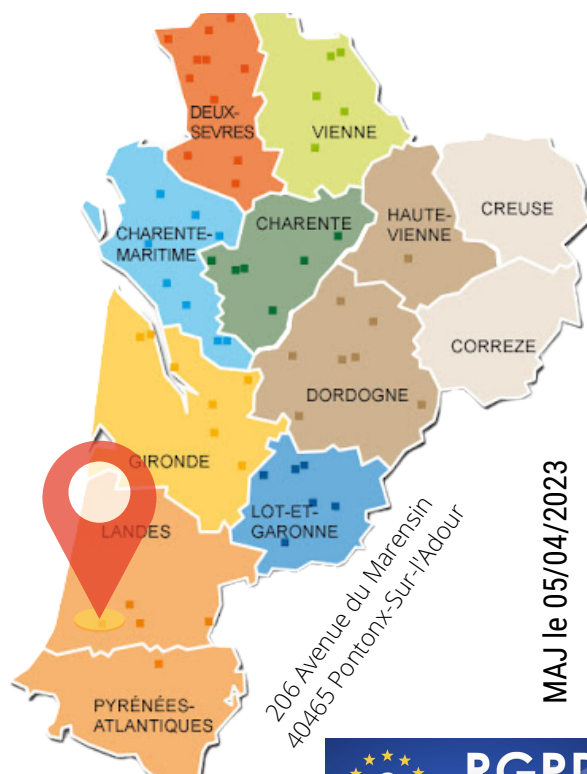 DEUX-
SEVRES
VIENNE
CHARENTE-
MARITIME
CHARENTE
HAUTE-
VIENNE
CREUSE
CORREZE
DORDOGNE
GIRONDE
LOT-ET-
GARONNE
LANDES
PYRÉNÉES-
ATLANTIQUES
206 Avenue du Marensin
40465 Pontonx-Sur-l'Adour
MAJ le 05/04/2023